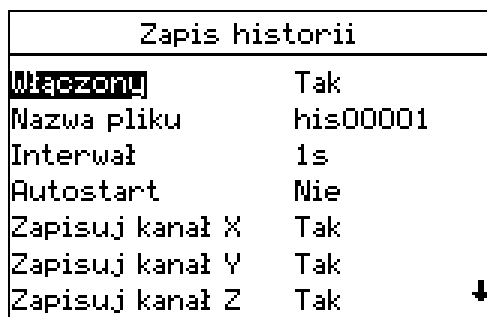 Zapis historii
Włączony Tak
Nazwa pliku his00001
Interwał 1s
Autostart Nie
Zapisuj kanał X Tak
Zapisuj kanał Y Tak
Zapisuj kanał Z Tak